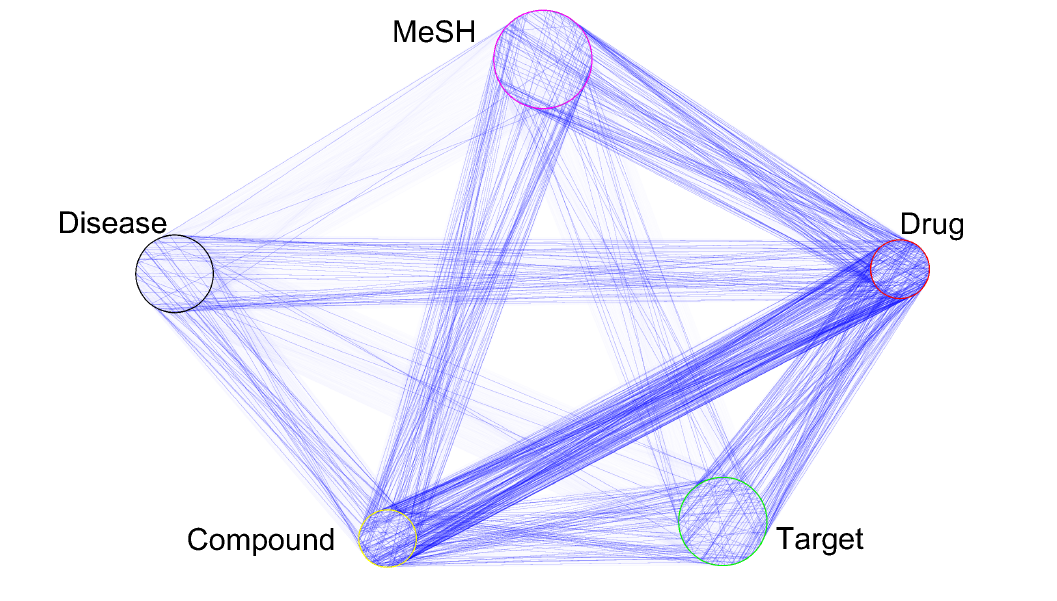 MeSH
Disease
Drug
Compound
Target